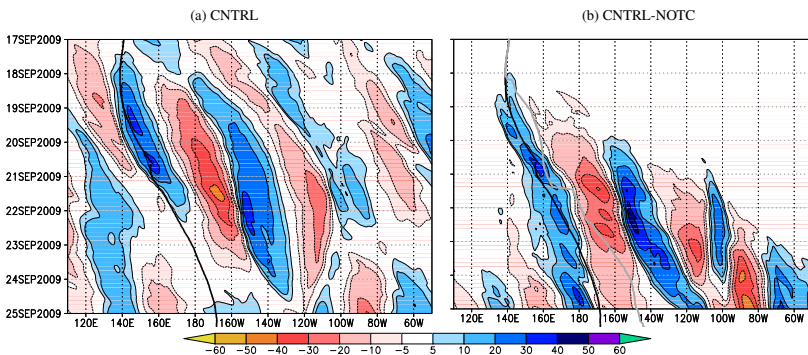 (a) CNTRL
(b) CNTRL-NOTC
17SEP2009
18SEP2009
19SEP2009
20SEP2009
21SEP2009
22SEP2009
23SEP2009
24SEP2009
25SEP2009
120E 140E 160E 180 160W 140W 120W 100W 80W 60W
120E 140E 160E 180 160W 140W 120W 100W 80W 60W
−60 −50 −40 −30 −20 −10 −5 5 10 20 30 40 50 60